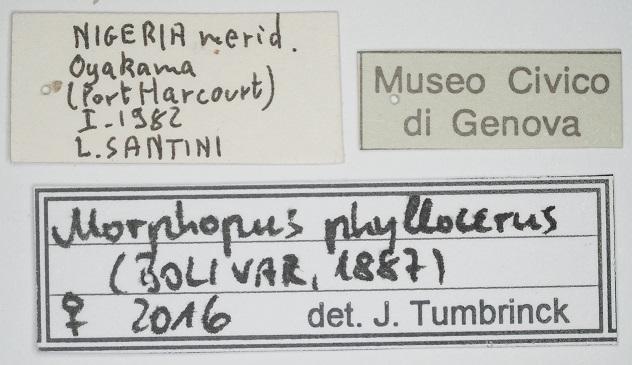 NIGERIA merid.
Oyakama
(Port Harcourt)
I-1982
L. SANTINI
Museo Civico
di Genova
Morphopus phyllocerus
(BOLIVAR, 1887)
♀ 2016 det. J. Tumbrinck